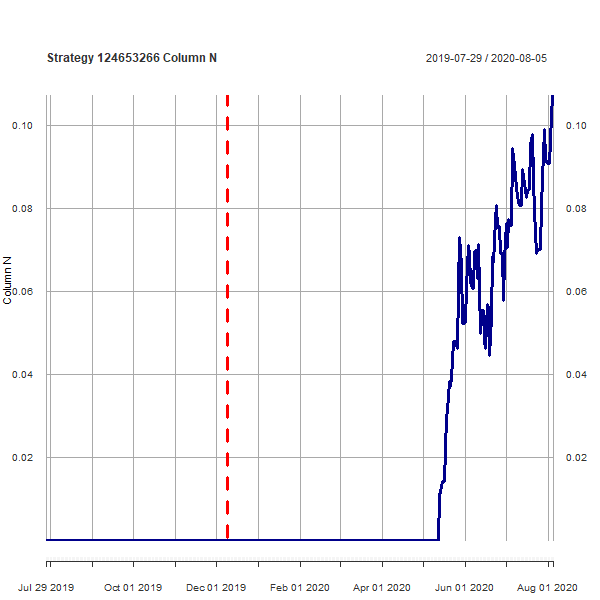 Strategy 124653266 Column N
2019-07-29 / 2020-08-05
Column N
0.10
0.08
0.06
0.04
0.02
0.10
0.08
0.06
0.04
0.02
Jul 29 2019
Oct 01 2019
Dec 01 2019
Feb 01 2020
Apr 01 2020
Jun 01 2020
Aug 01 2020